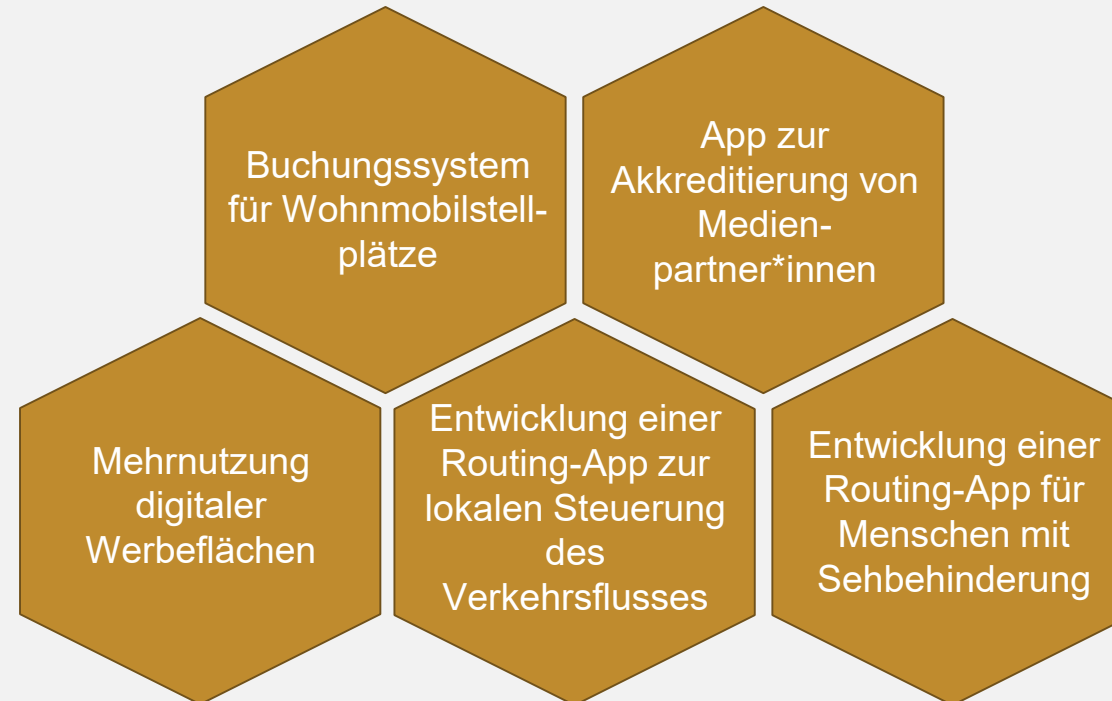 Buchungssystem
für Wohnmobilstell-
plätze
App zur
Akkreditierung von
Medien-
partner*innen
Mehrnutzung
digitaler
Werbeflächen
Entwicklung einer
Routing-App zur
lokalen Steuerung
des
Verkehrsflusses
Entwicklung einer
Routing-App für
Menschen mit
Sehbehinderung